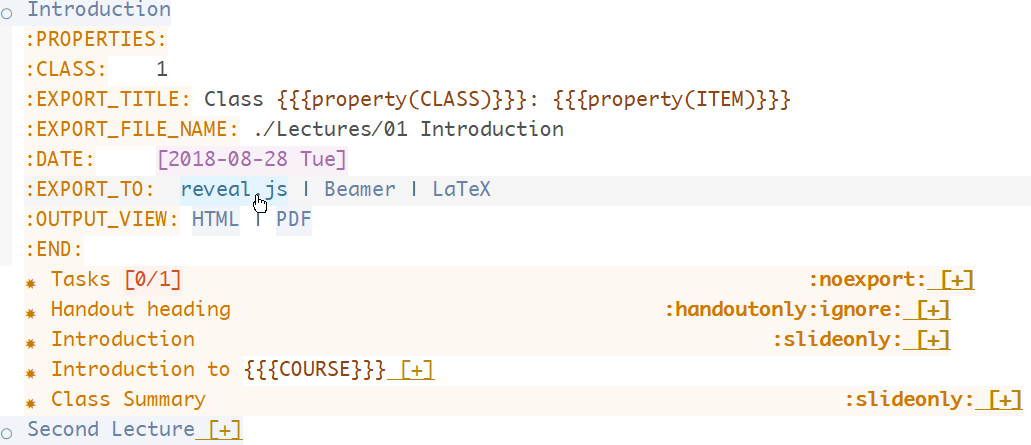 Introduction
:PROPERTIES:
:CLASS: 1
:EXPORT_TITLE: Class {{{property(CLASS)}}}: {{{property(ITEM)}}}
:EXPORT_FILE_NAME: ./Lectures/01 Introduction
:DATE: [2018-08-28 Tue]
:EXPORT_TO: reveal.js | Beamer | LaTeX
:OUTPUT_VIEW: HTML | PDF
:END:
Tasks [0/1] :noexport: [+]
Handout heading :handoutonly:ignore: [+]
Introduction :slideonly: [+]
Introduction to {{{COURSE}}} [+]
Class Summary :slideonly: [+]
Second Lecture [+]